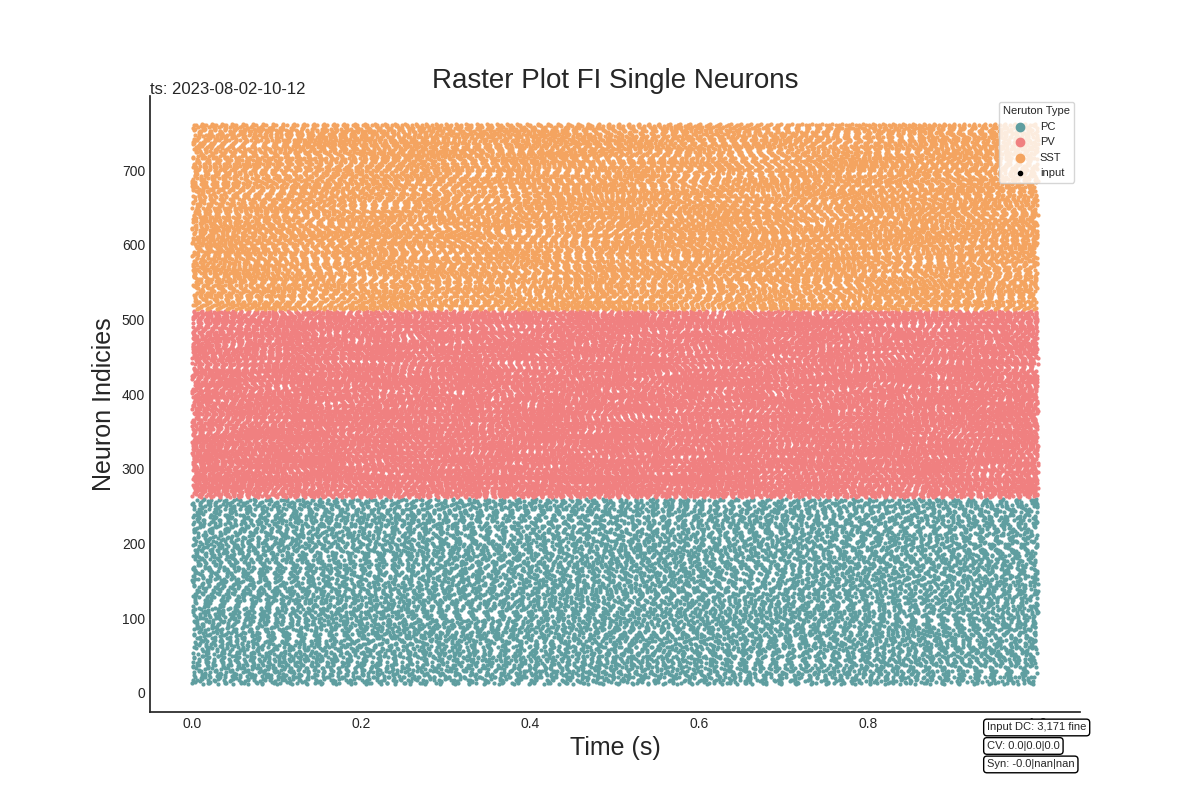 Raster Plot FI Single Neurons
ts: 2023-08-02-10-12
Neruton Type
PC
PV
SST
input
Neuron Indicies
700
600
500
400
300
200
100
0
0.0 0.2 0.4 0.6 0.8
Time (s)
Input DC: 3,171 fine
CV: 0.0|0.0|0.0
Syn: -0.0|nan|nan